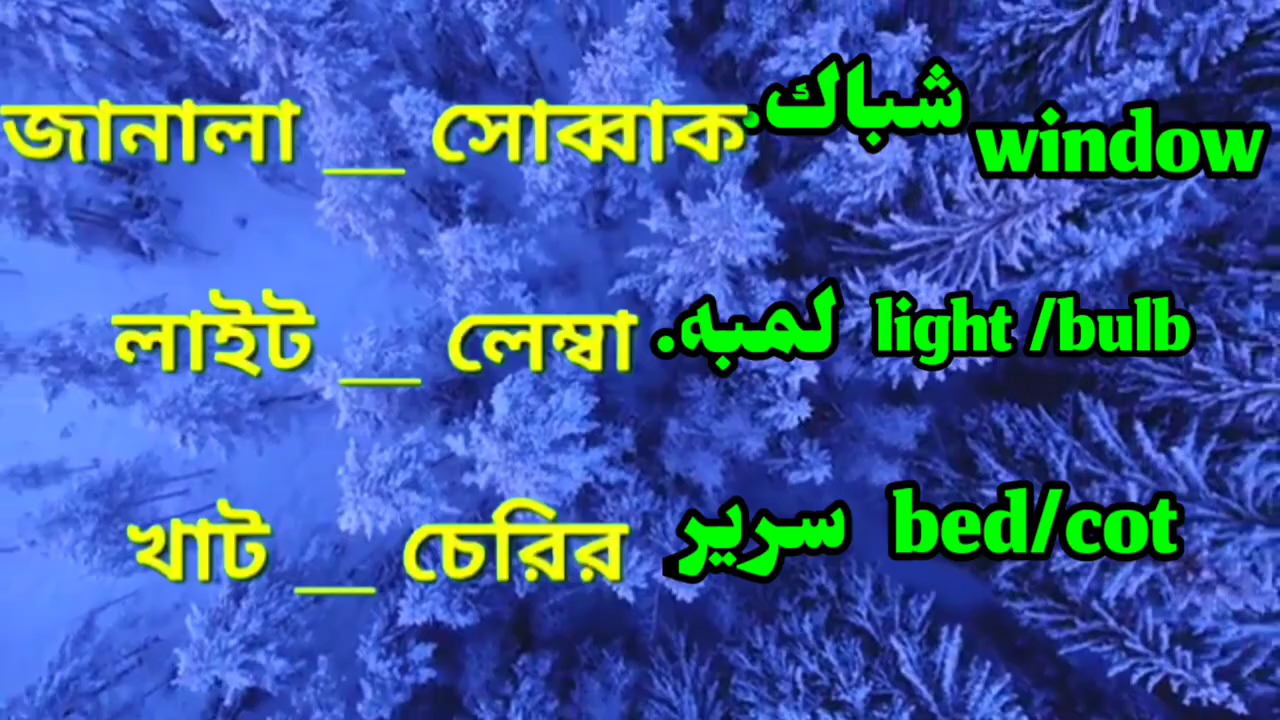 জানালা __ সোব্বাক .شباك window
লাইট __ লেম্বা .لمبه light /bulb
খাট __ চেরির سرير bed/cot